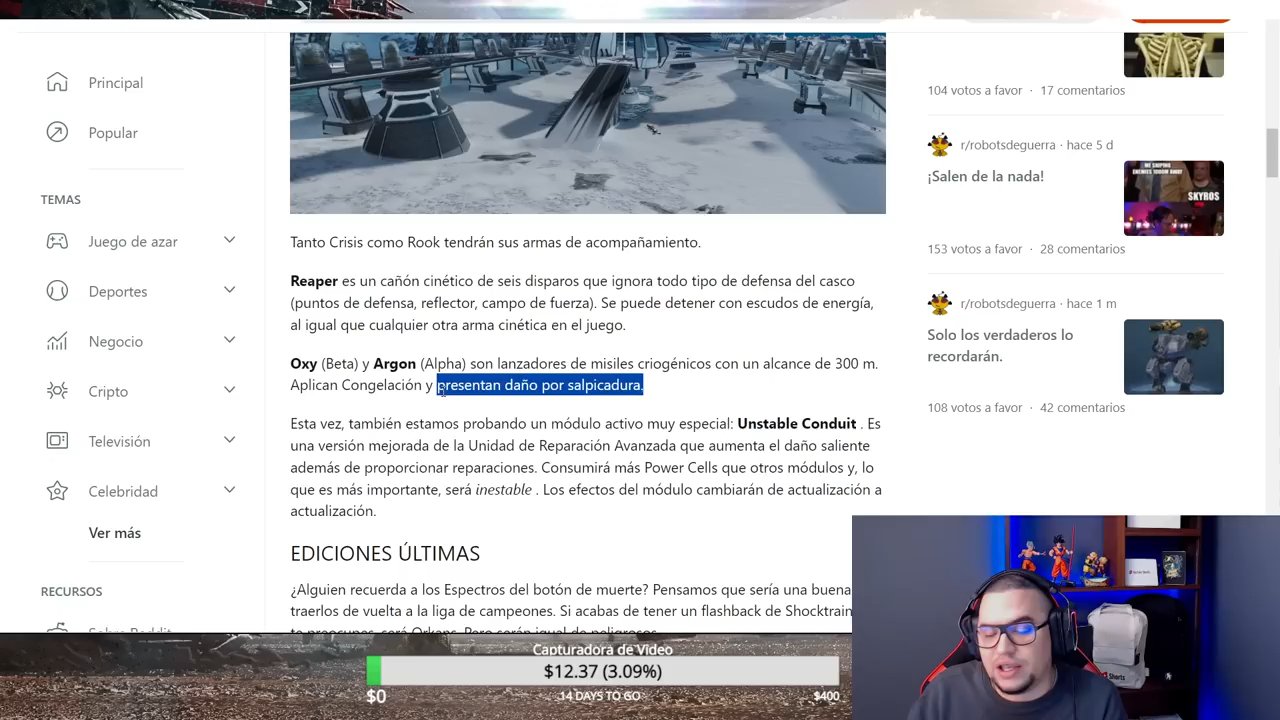 Principal
Popular
TEMAS
Juego de azar
Deportes
Negocio
Cripto
Televisión
Celebridad
Ver más
RECURSOS
Tanto Crisis como Rook tendrán sus armas de acompañamiento.
Reaper es un cañón cinético de seis disparos que ignora todo tipo de defensa del casco
(puntos de defensa, reflector, campo de fuerza). Se puede detener con escudos de energía,
al igual que cualquier otra arma cinética en el juego.
Oxy (Beta) y Argon (Alpha) son lanzadores de misiles criogénicos con un alcance de 300 m.
Aplican Congelación y presentan daño por salpicadura.
Esta vez, también estamos probando un módulo activo muy especial: Unstable Conduit . Es
una versión mejorada de la Unidad de Reparación Avanzada que aumenta el daño saliente
además de proporcionar reparaciones. Consumirá más Power Cells que otros módulos y, lo
que es más importante, será inestable . Los efectos del módulo cambiarán de actualización a
actualización.
EDICIONES ÚLTIMAS
¿Alguien recuerda a los Espectros del botón de muerte? Pensamos que sería una buena
traerlos de vuelta a la liga de campeones. Si acabas de tener un flashback de Shocktrain
104 votos a favor · 17 comentarios
r/robotsdeguerra · hace 5 d
¡Salen de la nada!
SKYROS
153 votos a favor · 28 comentarios
r/robotsdeguerra · hace 1 m
Solo los verdaderos lo
recordarán.
108 votos a favor · 42 comentarios
Capturadora de Video
$12.37 (3.09%)
$0
14 DAYS TO GO
$400
Shorts